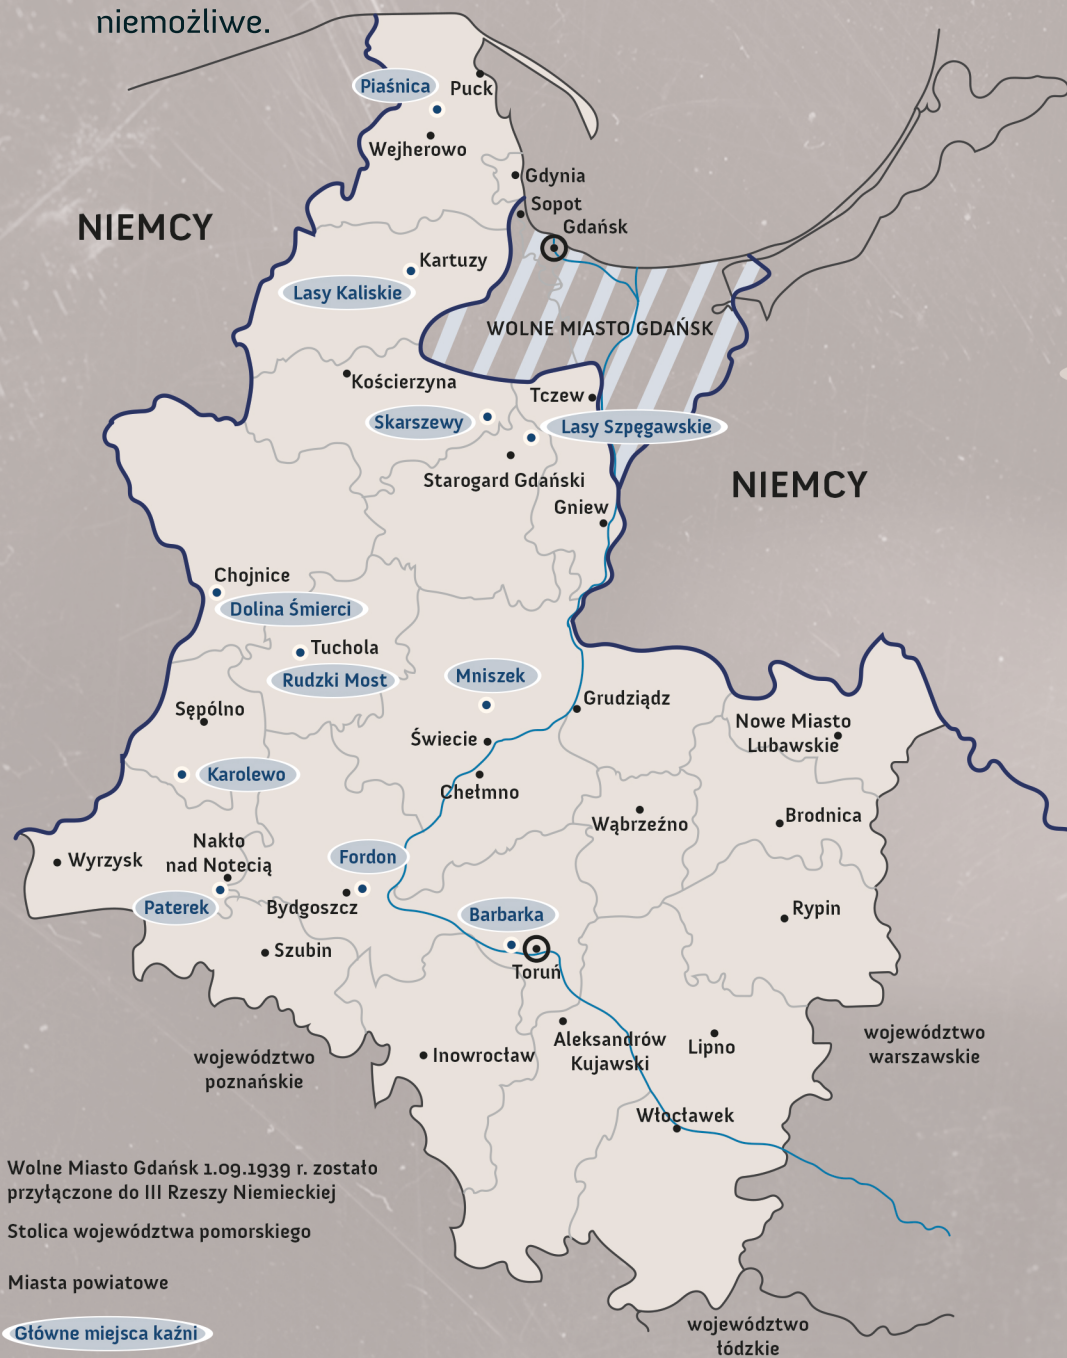 niemożliwe.
Piaśnica
Puck
Wejherowo
Gdynia
Sopot
Gdańsk
NIEMCY
Kartuzy
Lasy Kaliskie
WOLNE MIASTO GDAŃSK
Kościerzyna
Tczew
Skarszewy
Lasy Szpęgawskie
Starogard Gdański
NIEMCY
Gniew
Chojnice
Dolina Śmierci
Tuchola
Rudzki Most
Mniszek
Sępólno
Grudziądz
Nowe Miasto
Lubawskie
Świecie
Karolewo
Chełmno
Wąbrzeźno
Brodnica
Nakło
nad Notecią
Wyrzysk
Fordon
Paterek
Bydgoszcz
Barbarka
Rypin
Szubin
Toruń
Aleksandrów
Kujawski
Lipno
województwo
warszawskie
województwo
poznańskie
Inowrocław
Włocławek
Wolne Miasto Gdańsk 1.09.1939 r. zostało
przyłączone do III Rzeszy Niemieckiej
Stolica województwa pomorskiego
Miasta powiatowe
Główne miejsca kaźni
województwo
łódzkie